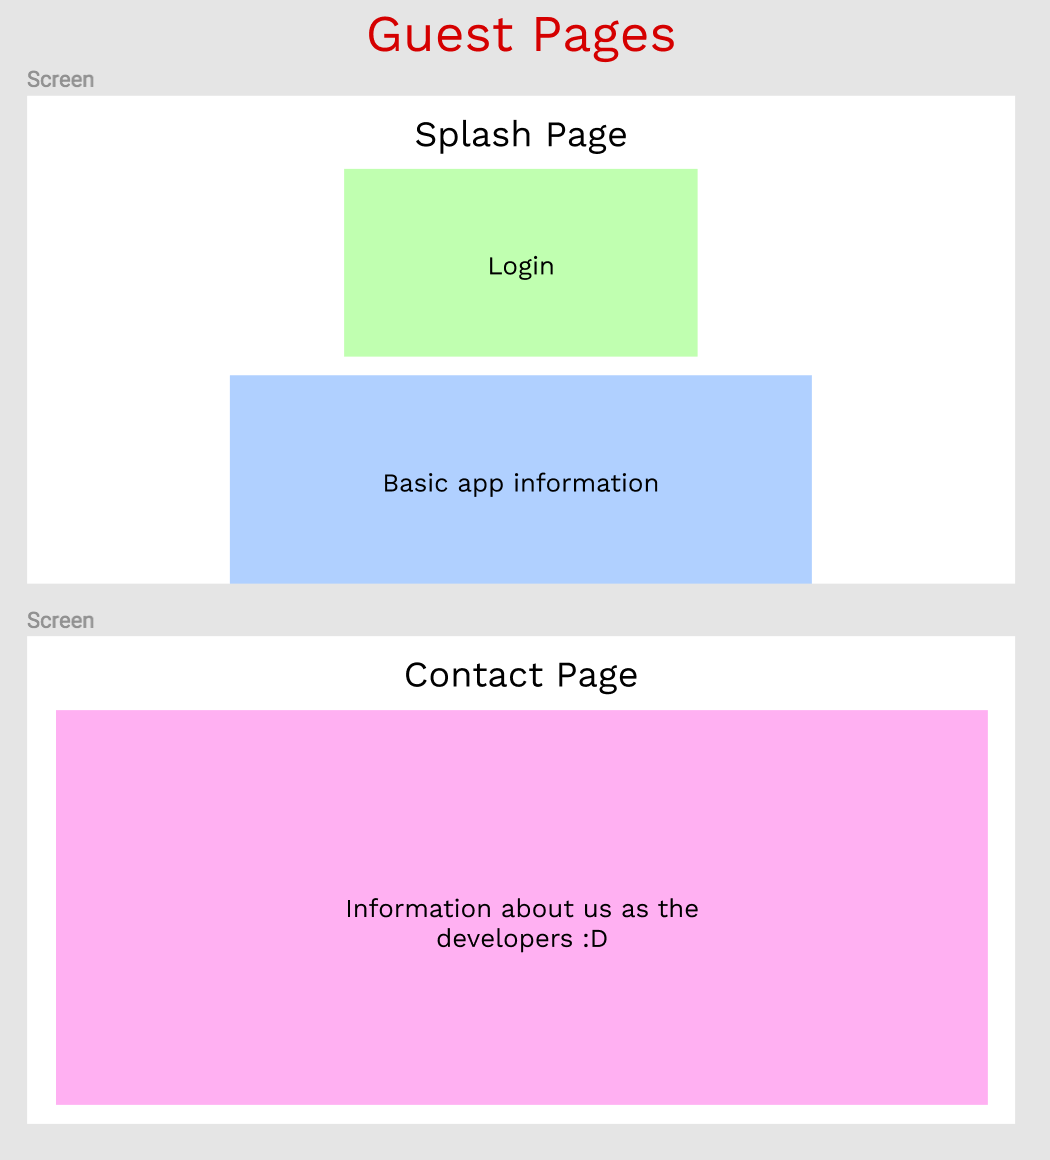 Guest Pages
Screen
Splash Page
Login
Basic app information
Screen
Contact Page
Information about us as the
developers :D